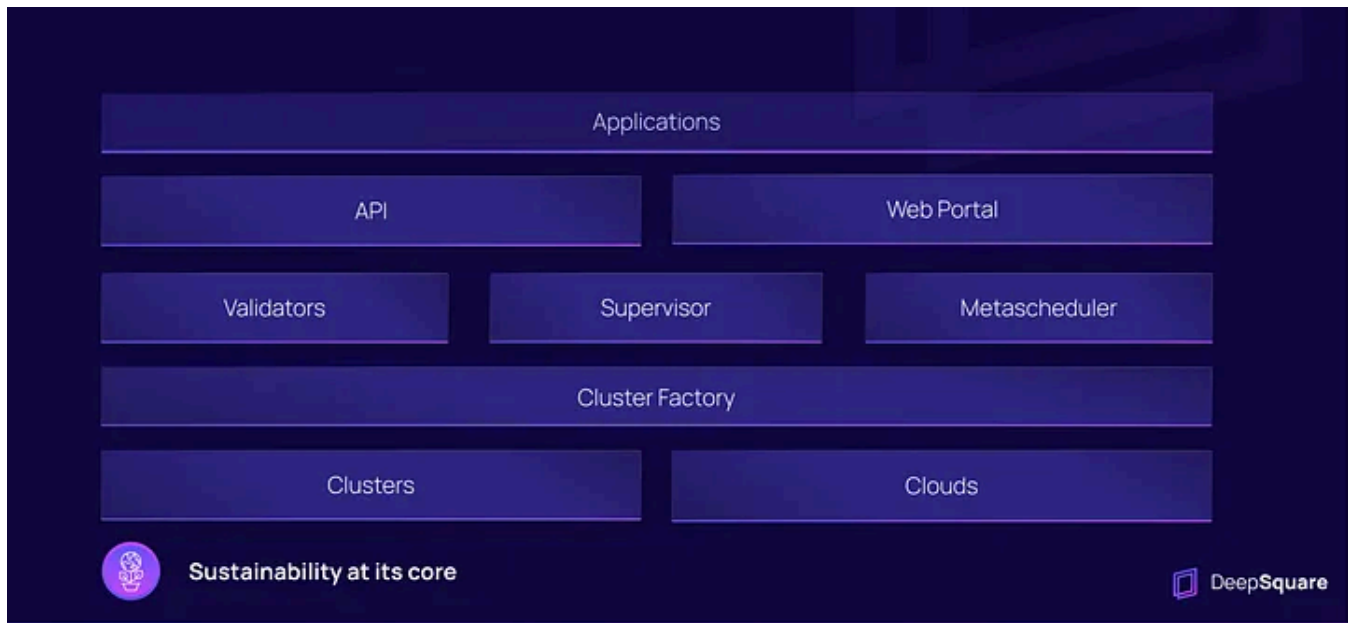 Applications
API
Web Portal
Validators
Supervisor
Metascheduler
Cluster Factory
Clusters
Clouds
Sustainability at its core
DeepSquare